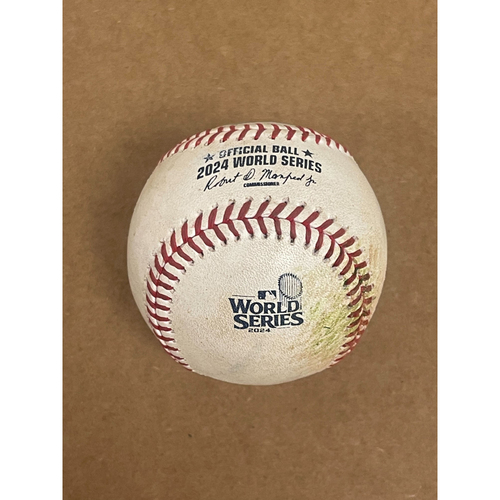 ★ OFFICIAL BALL ★
2024 WORLD SERIES
Robert D. Manfred Jr.
COMMISSIONER
WORLD
SERIES
2024